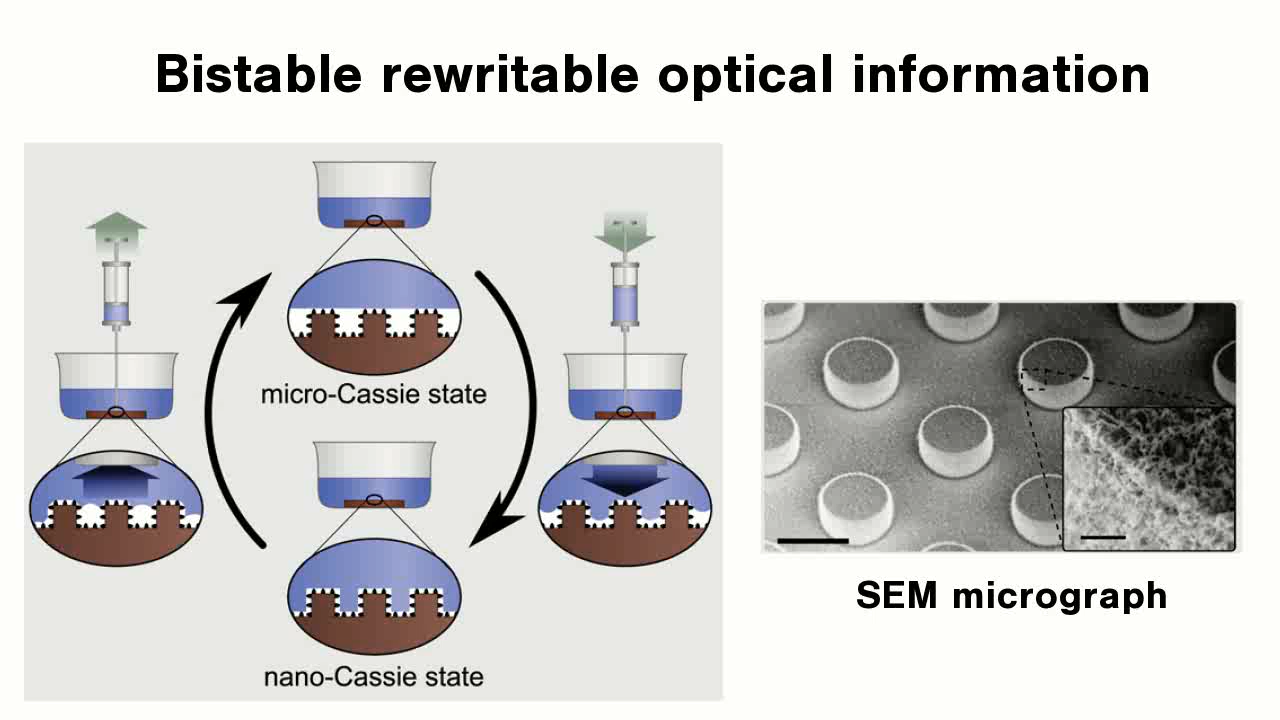 Bistable rewritable optical information
micro-Cassie state
nano-Cassie state
SEM micrograph